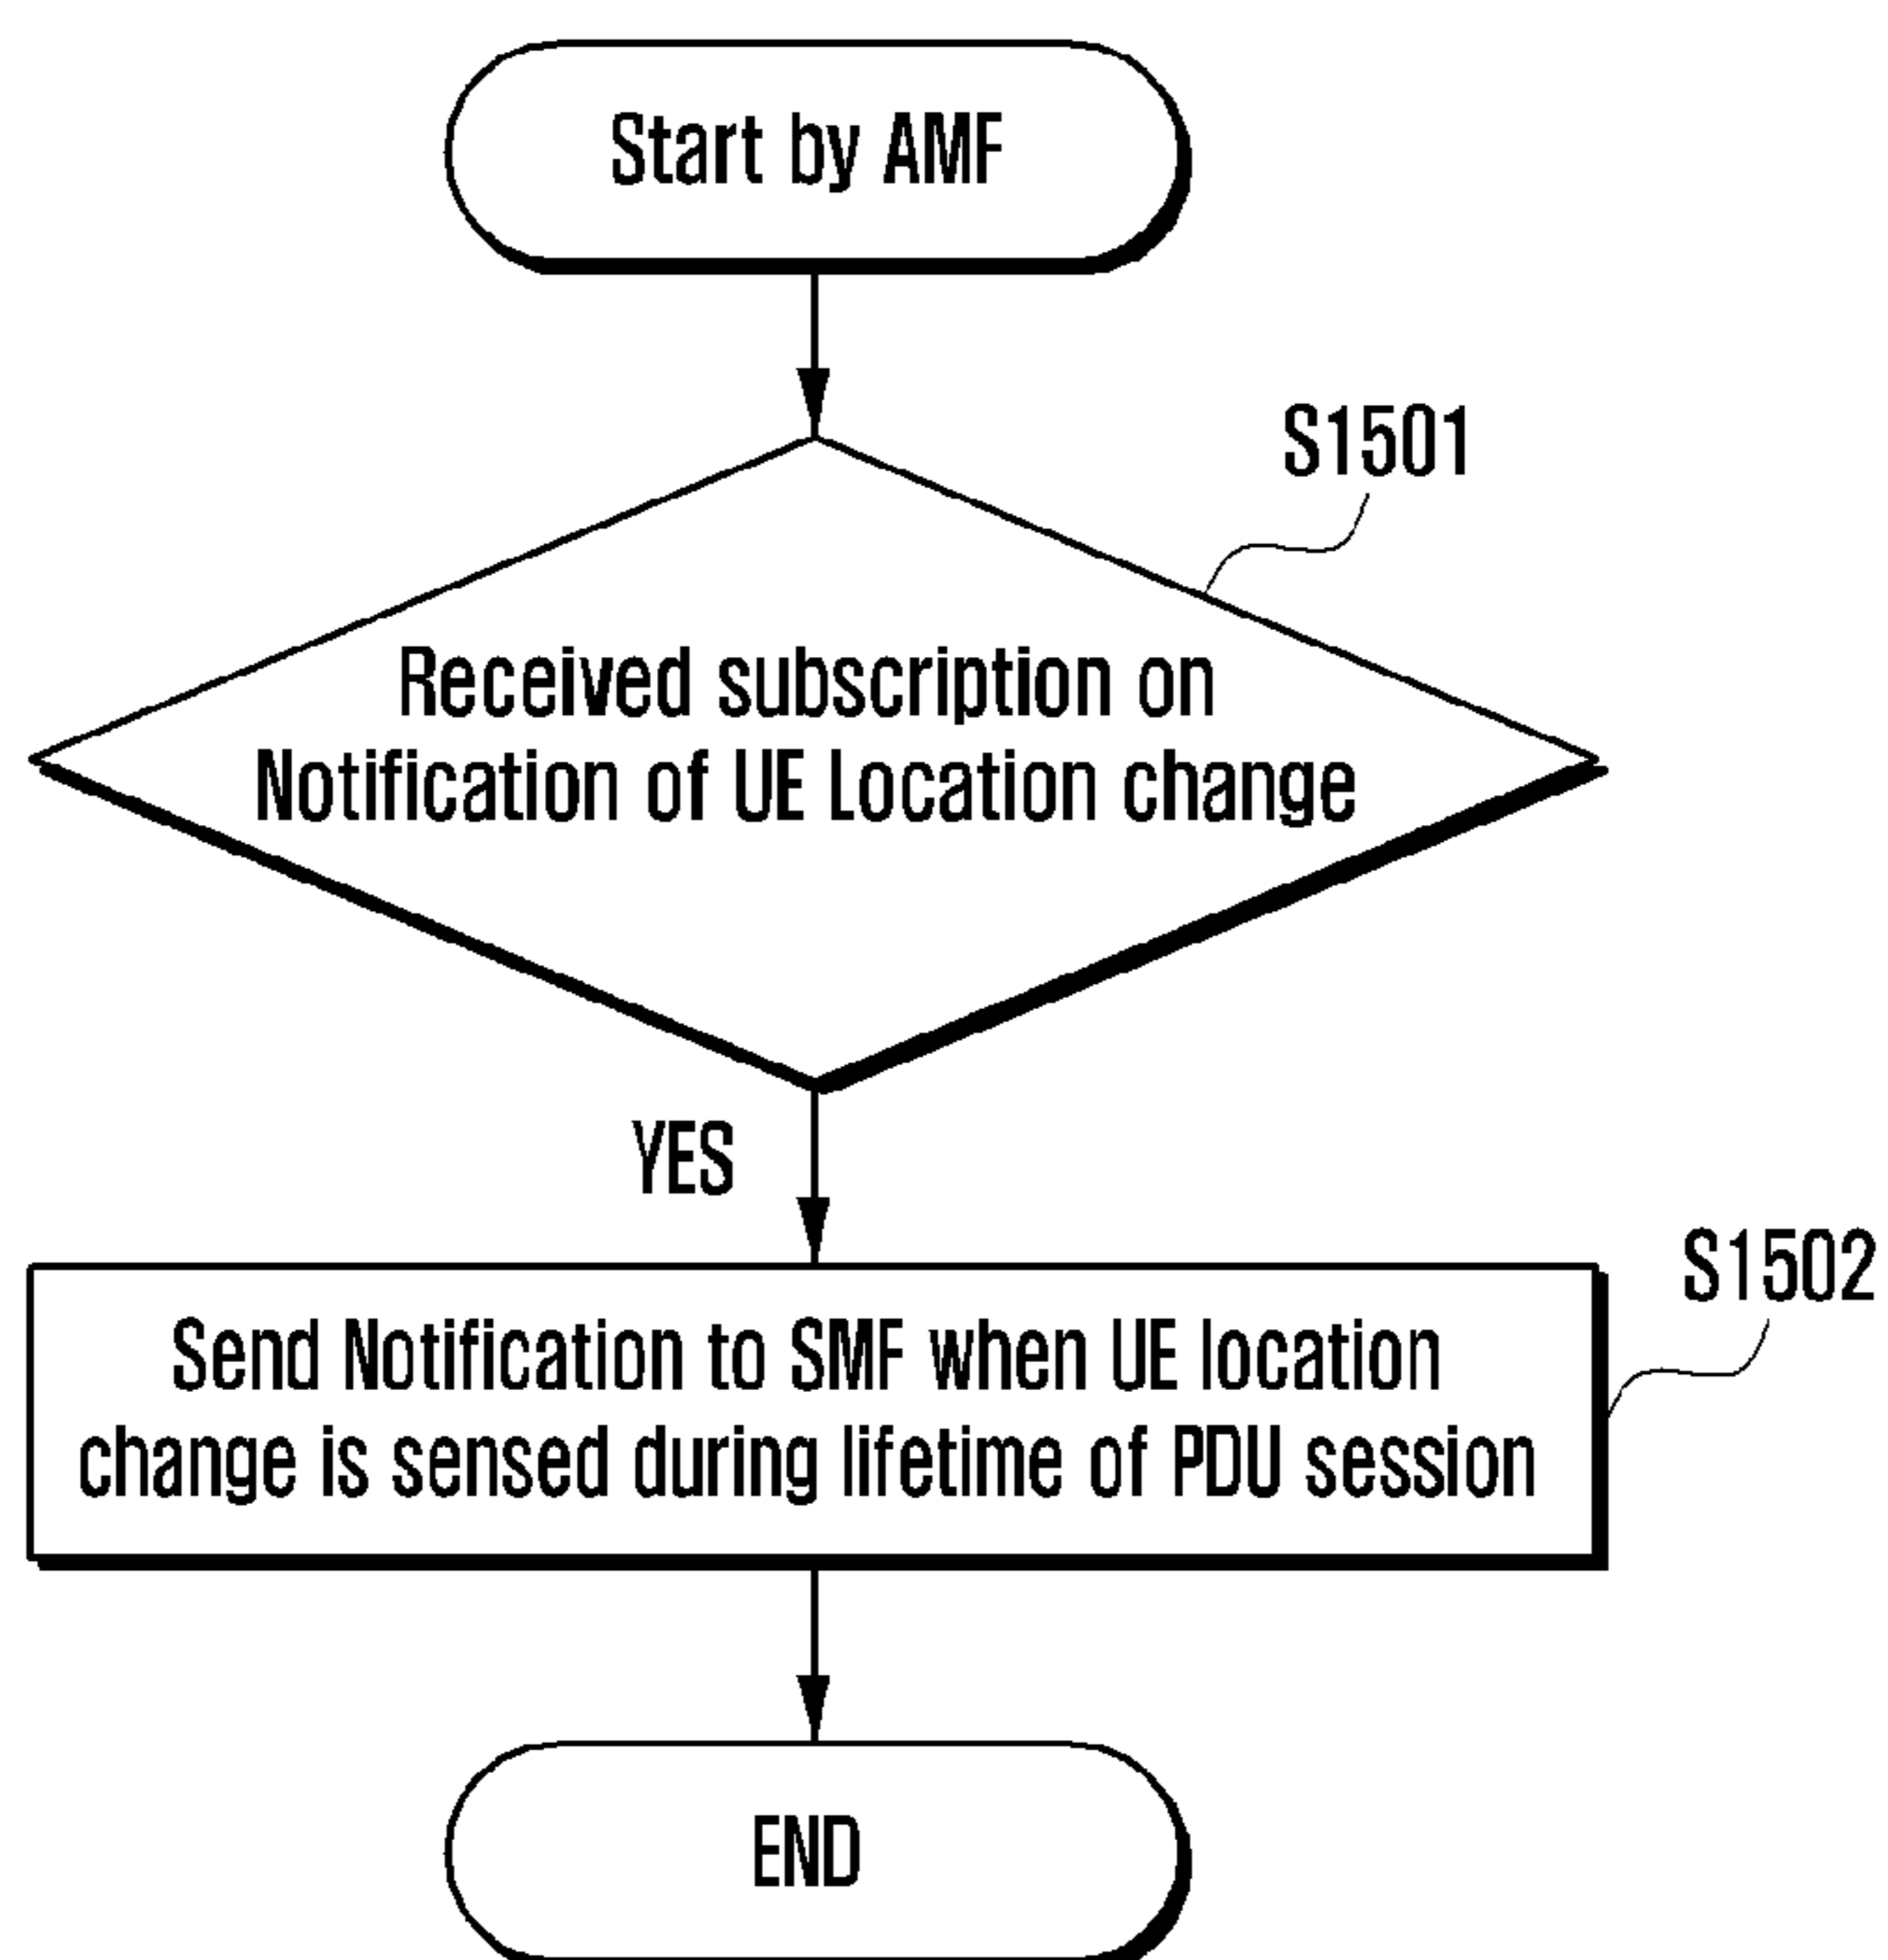 Start by AMF
S1501
Received subscription on
Notification of UE Location change
YES
S1502
Send Notification to SMF when UE location
change is sensed during lifetime of PDU session
END